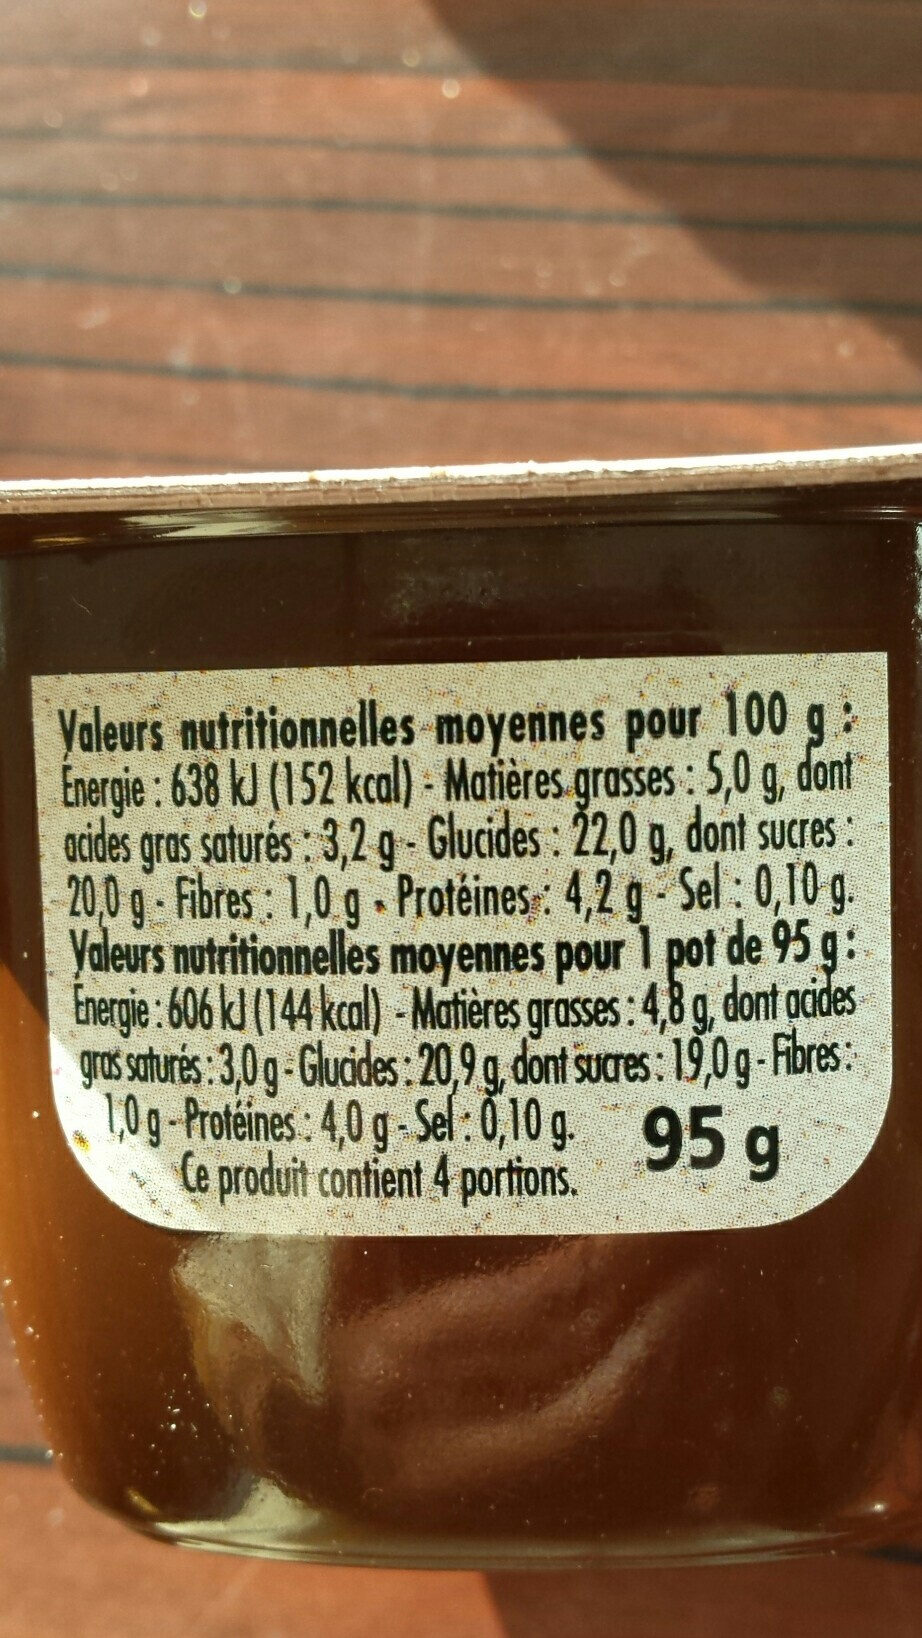 Valeurs nutritionnelles moyennes pour 100 g :
Energie : 638 kJ (152 kcal) - Matières grasses : 5,0 g, dont
acides gras saturés : 3,2 g - Glucides : 22,0 g, dont sucres :
20,0 g - Fibres : 1,0 g - Protéines : 4,2 g - Sel : 0,10 g.
Valeurs nutritionnelles moyennes pour 1 pot de 95 g :
Energie : 606 kJ (144 kcal) - Matières grasses : 4,8 g, dont acides
gras saturés : 3,0 g - Glucides : 20,9 g, dont sucres : 19,0 g - Fibres :
1,0 g - Protéines : 4,0 g - Sel : 0,10 g.
Ce produit contient 4 portions.
95 g